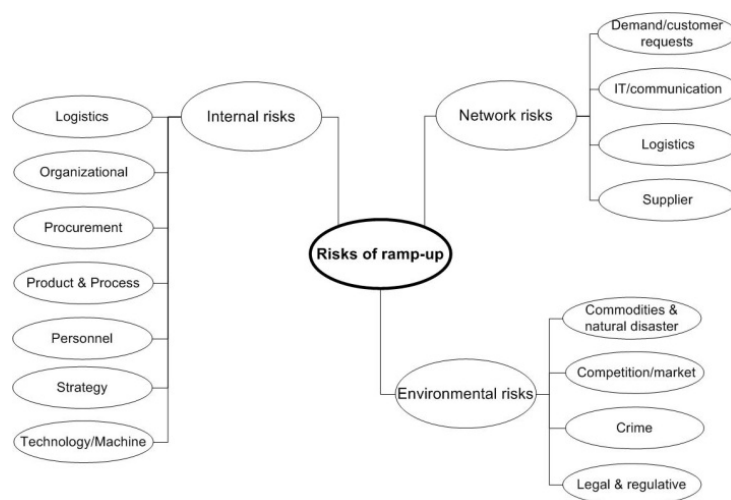 Demand/customer
requests
IT/communication
Logistics
Supplier
Network risks
Internal risks
Logistics
Organizational
Procurement
Product & Process
Personnel
Strategy
Technology/Machine
Risks of ramp-up
Environmental risks
Commodities &
natural disaster
Competition/market
Crime
Legal & regulative